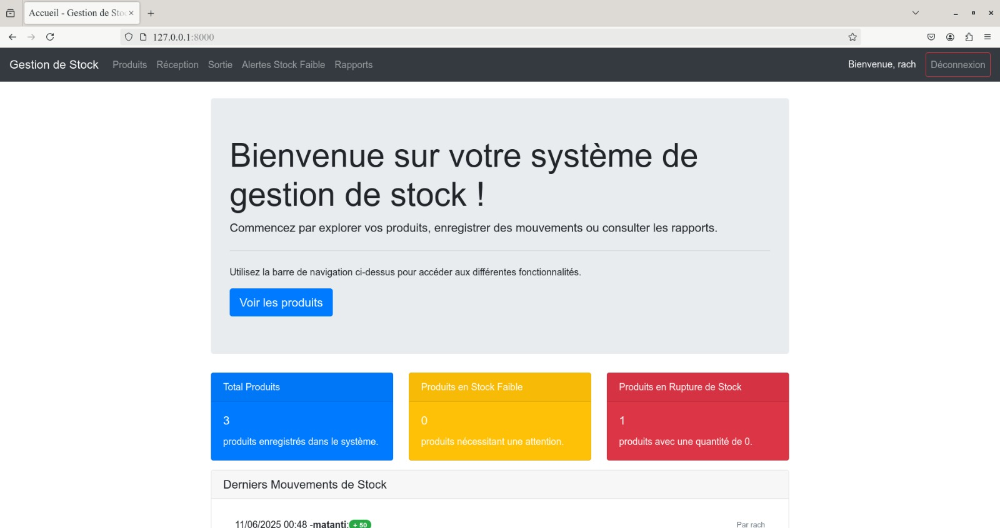 Accueil - Gestion de Sto
127.0.0.1:8000
Gestion de Stock Produits Réception Sortie Alertes Stock Faible Rapports Bienvenue, rach Déconnexion
Bienvenue sur votre système de
gestion de stock !
Commencez par explorer vos produits, enregistrer des mouvements ou consulter les rapports.
Utilisez la barre de navigation ci-dessus pour accéder aux différentes fonctionnalités.
Voir les produits
Total Produits
3
produits enregistrés dans le système.
Produits en Stock Faible
0
produits nécessitant une attention.
Produits en Rupture de Stock
1
produits avec une quantité de 0.
Derniers Mouvements de Stock
11/06/2025 00:48 -matanti: + 50 Par rach